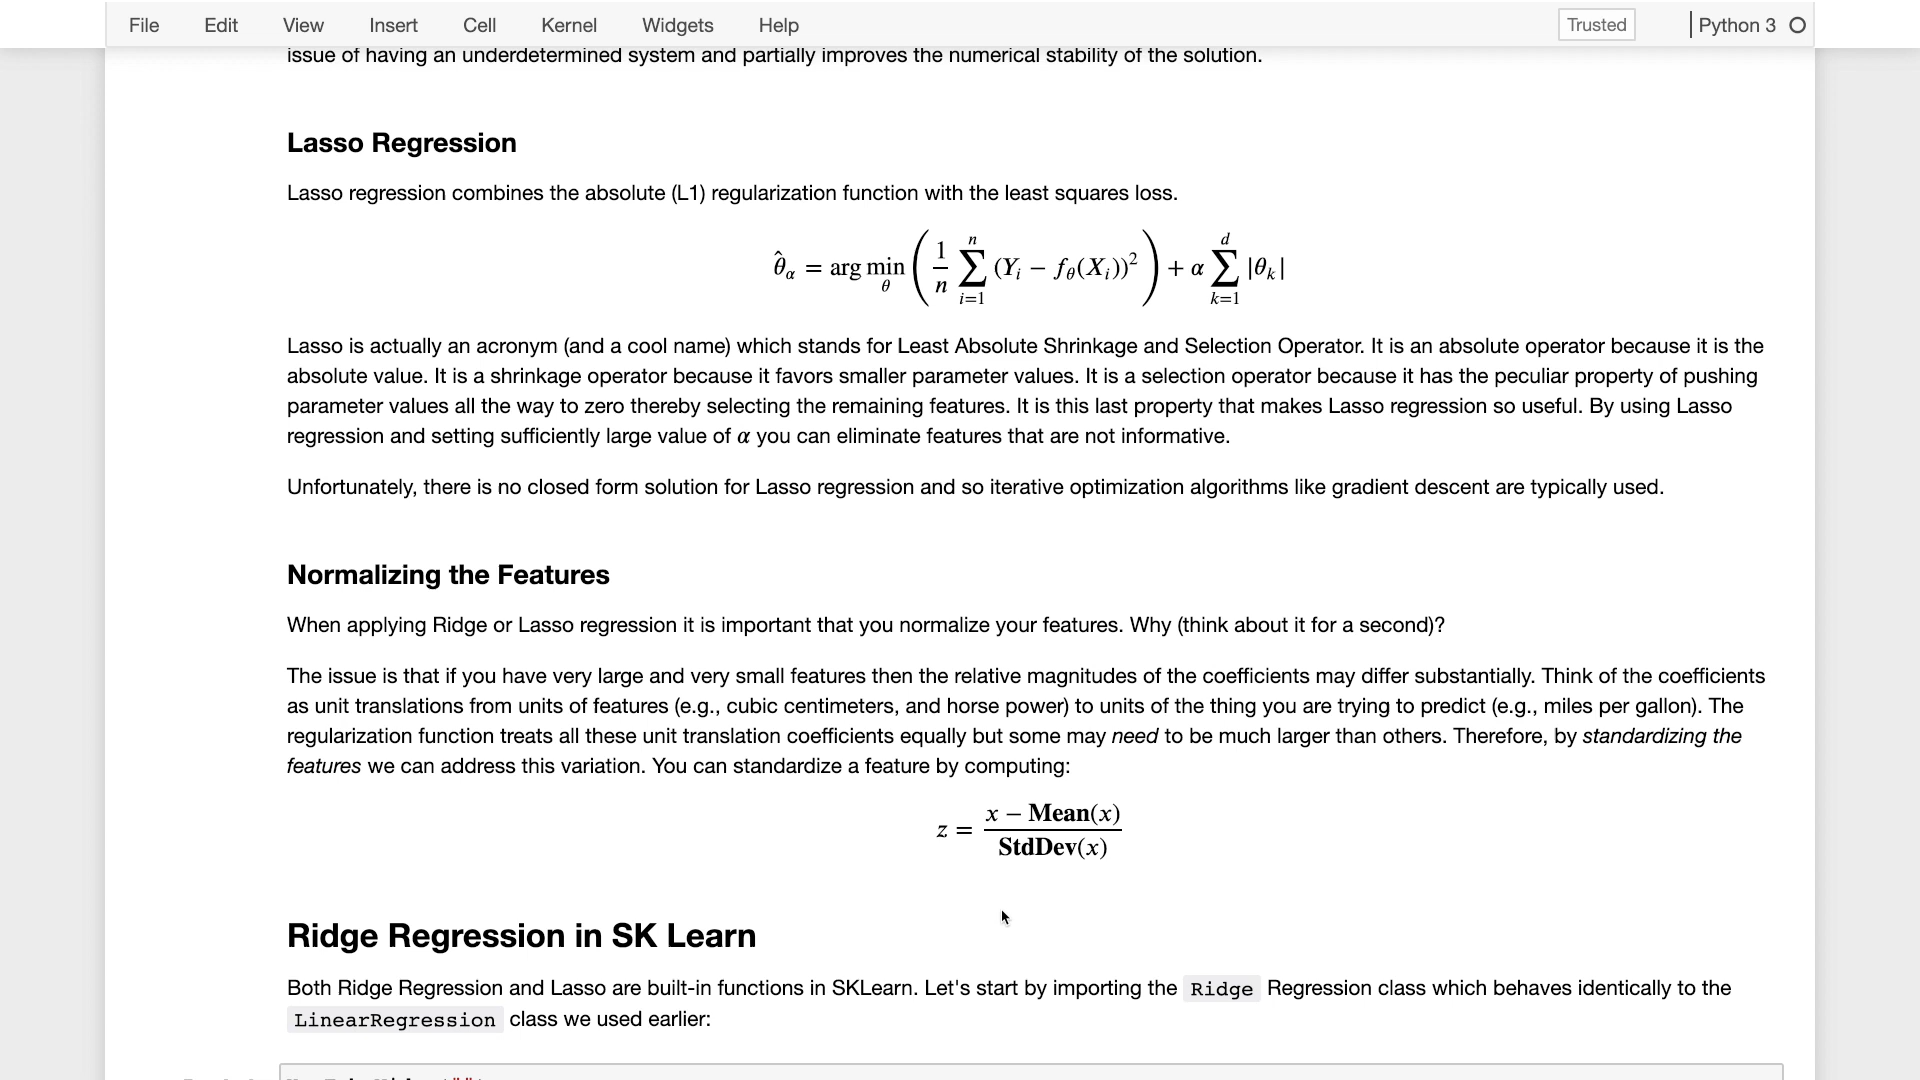 File Edit View Insert Cell Kernel Widgets Help Trusted Python 3
issue of having an underdetermined system and partially improves the numerical stability of the solution.
Lasso Regression
Lasso regression combines the absolute (L1) regularization function with the least squares loss.
θ̂_α = arg min_θ ( 1/n ∑_{i=1}^{n} (Y_i − f_θ(X_i))² ) + α ∑_{k=1}^{d} |θ_k|
Lasso is actually an acronym (and a cool name) which stands for Least Absolute Shrinkage and Selection Operator. It is an absolute operator because it is the
absolute value. It is a shrinkage operator because it favors smaller parameter values. It is a selection operator because it has the peculiar property of pushing
parameter values all the way to zero thereby selecting the remaining features. It is this last property that makes Lasso regression so useful. By using Lasso
regression and setting sufficiently large value of α you can eliminate features that are not informative.
Unfortunately, there is no closed form solution for Lasso regression and so iterative optimization algorithms like gradient descent are typically used.
Normalizing the Features
When applying Ridge or Lasso regression it is important that you normalize your features. Why (think about it for a second)?
The issue is that if you have very large and very small features then the relative magnitudes of the coefficients may differ substantially. Think of the coefficients
as unit translations from units of features (e.g., cubic centimeters, and horse power) to units of the thing you are trying to predict (e.g., miles per gallon). The
regularization function treats all these unit translation coefficients equally but some may need to be much larger than others. Therefore, by standardizing the
features we can address this variation. You can standardize a feature by computing:
z = (x − Mean(x)) / StdDev(x)
Ridge Regression in SK Learn
Both Ridge Regression and Lasso are built-in functions in SKLearn. Let's start by importing the Ridge Regression class which behaves identically to the
LinearRegression class we used earlier: